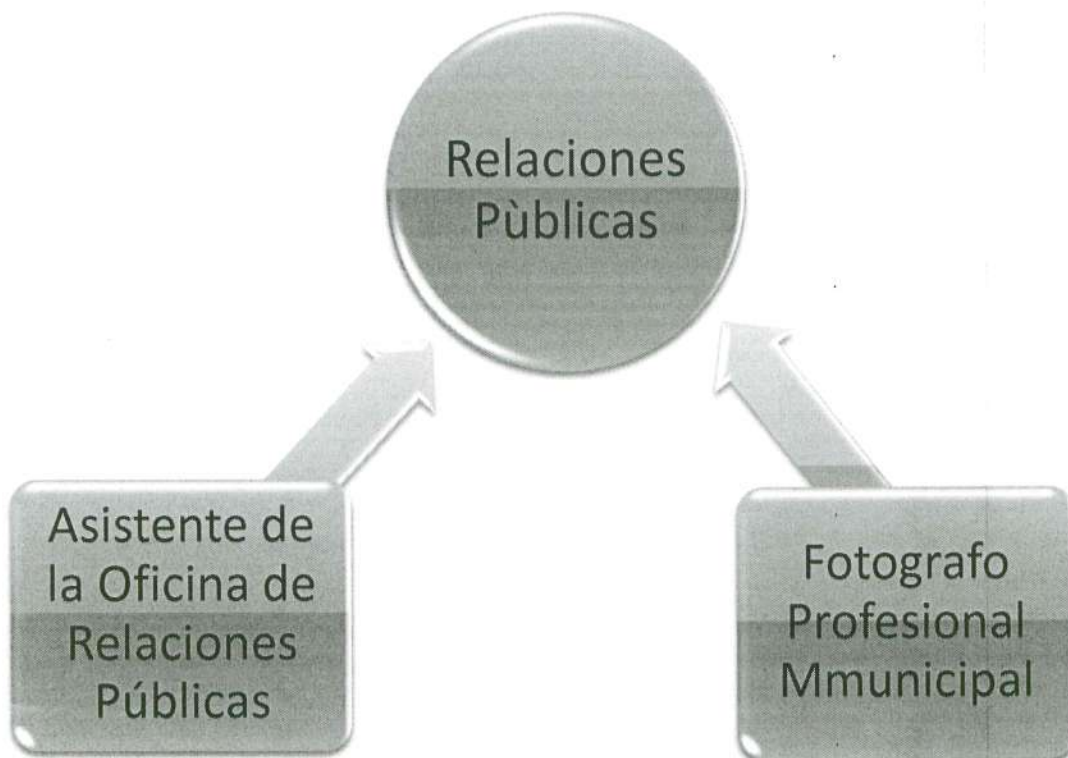 Relaciones
Pùblicas
Asistente de
la Oficina de
Relaciones
Públicas
Fotografo
Profesional
Mmunicipal